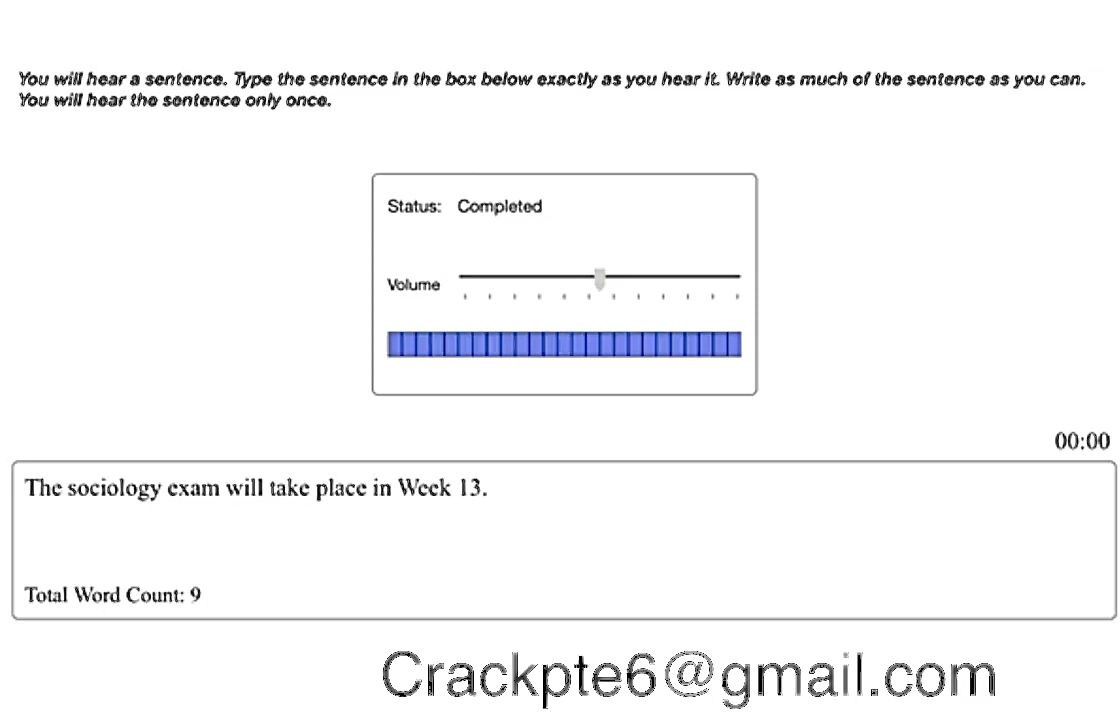 You will hear a sentence. Type the sentence in the box below exactly as you hear it. Write as much of the sentence as you can.
You will hear the sentence only once.
Status: Completed
Volume
00:00
The sociology exam will take place in Week 13.
Total Word Count: 9
Crackpte6@gmail.com